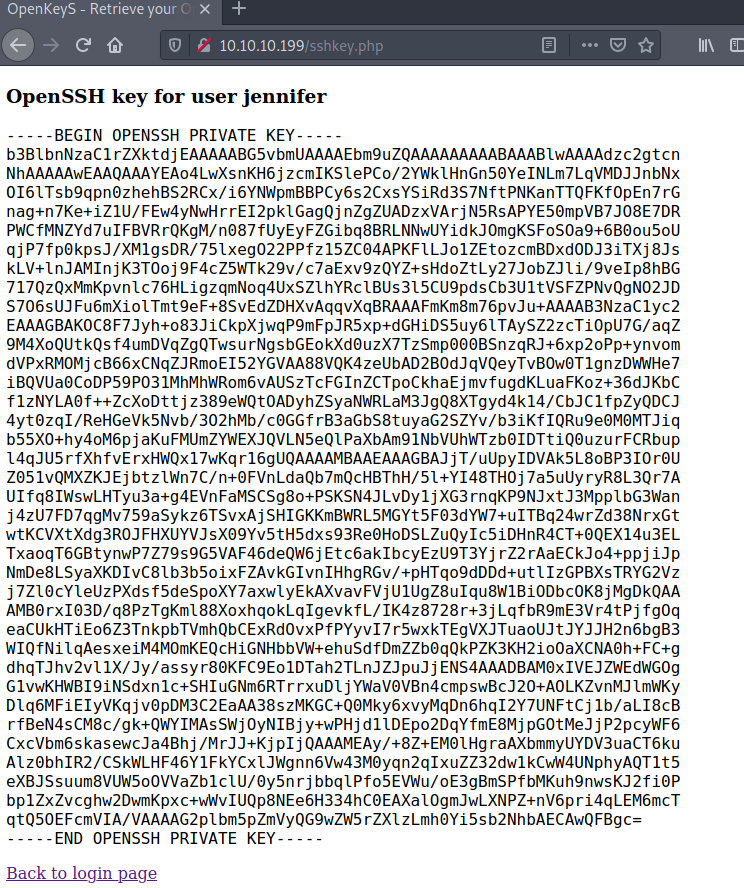 OpenKeyS - Retrieve your O
10.10.10.199/sshkey.php
OpenSSH key for user jennifer
-----BEGIN OPENSSH PRIVATE KEY-----
b3BlbnNzaC1rZXktdjEAAAAABG5vbmUAAAAEbm9uZQAAAAAAAAABAAABlwAAAAdzc2gtcn
NhAAAAAwEAAQAAAYEAo4LwXsnKH6jzcmIKSlePCo/2YWklHnGn50YeINLm7LqVMDJJnbNx
OI6lTsb9qpn0zhehBS2RCx/i6YNWpmBBPCy6s2CxsYSiRd3S7NftPNKanTTQFKfOpEn7rG
nag+n7Ke+iZ1U/FEw4yNwHrrEI2pklGagQjnZgZUADzxVArjN5RsAPYE50mpVB7JO8E7DR
PWCfMNZYd7uIFBVRrQKgM/n087fUyEyFZGibq8BRLNNwUYidkJOmgKSFoSOa9+6B0ou5oU
qjP7fp0kpsJ/XM1gsDR/75lxegO22PPfz15ZC04APKFlLJo1ZEtozcmBDxdODJ3iTXj8Js
kLV+lnJAMInjK3TOoj9F4cZ5WTk29v/c7aExv9zQYZ+sHdoZtLy27JobZJli/9veIp8hBG
717QzQxMmKpvnlc76HLigzqmNoq4UxSZlhYRclBUs3l5CU9pdsCb3U1tVSFZPNvQgNO2JD
S7O6sUJFu6mXiolTmt9eF+8SvEdZDHXvAqqvXqBRAAAFmKm8m76pvJu+AAAAB3NzaC1yc2
EAAAGBAKOC8F7Jyh+o83JiCkpXjwqP9mFpJR5xp+dGHiDS5uy6lTAySZ2zcTiOpU7G/aqZ
9M4XoQUtkQsf4umDVqZgQTwsurNgsbGEokXd0uzX7TzSmp000BSnzqRJ+6xp2oPp+ynvom
dVPxRMOMjcB66xCNqZJRmoEI52YGVAA88VQK4zeUbAD2BOdJqVQeyTvBOw0T1gnzDWWHe7
iBQVUa0CoDP59PO31MhMhWRom6vAUSzTcFGInZCTpoCkhaEjmvfugdKLuaFKoz+36dJKbC
f1zNYLA0f++ZcXoDttjz389eWQtOADyhZSyaNWRLaM3JgQ8XTgyd4k14/CbJC1fpZyQDCJ
4yt0zqI/ReHGeVk5Nvb/3O2hMb/c0GGfrB3aGbS8tuyaG2SZYv/b3iKfIQRu9e0M0MTJiq
b55XO+hy4oM6pjaKuFMUmZYWEXJQVLN5eQlPaXbAm91NbVUhWTzb0IDTtiQ0uzurFCRbup
l4qJU5rfXhfvErxHWQx17wKqr16gUQAAAAMBAAEAAAGBAJjT/uUpyIDVAk5L8oBP3IOr0U
Z051vQMXZKJEjbtzlWn7C/n+0FVnLdaQb7mQcHBThH/5l+YI48THOj7a5uUyryR8L3Qr7A
UIfq8IWswLHTyu3a+g4EVnFaMSCSg8o+PSKSN4JLvDy1jXG3rnqKP9NJxtJ3MpplbG3Wan
j4zU7FD7qgMv759aSykz6TSvxAjSHIGKKmBWRL5MGYt5F03dYW7+uITBq24wrZd38NrxGt
wtKCVXtXdg3ROJFHXUYVJsX09Yv5tH5dxs93Re0HoDSLZuQyIc5iDHnR4CT+0QEX14u3EL
TxaoqT6GBtynwP7Z79s9G5VAF46deQW6jEtc6akIbcyEzU9T3YjrZ2rAaECkJo4+ppjiJp
NmDe8LSyaXKDIvC8lb3b5oixFZAvkGIvnIHhgRGv/+pHTqo9dDDd+utlIzGPBXsTRYG2Vz
j7Zl0cYleUzPXdsf5deSpoXY7axwlyEkAXvavFVjU1UgZ8uIqu8W1BiODbcOK8jMgDkQAA
AMB0rxI03D/q8PzTgKml88XoxhqokLqIgevkfL/IK4z8728r+3jLqfbR9mE3Vr4tPjfgOq
eaCUkHTiEo6Z3TnkpbTVmhQbCExRdOvxPfPYyvI7r5wxkTEgVXJTuaoUJtJYJJH2n6bgB3
WIQfNilqAesxeiM4MOmKEQcHiGNHbbVW+ehuSdfDmZZb0qQkPZK3KH2ioOaXCNA0h+FC+g
dhqTJhv2vl1X/Jy/assyr80KFC9Eo1DTah2TLnJZJpuJjENS4AAADBAM0xIVEJZWEdWGOg
G1vwKHWBI9iNSdxn1c+SHIuGNm6RTrrxuDljYWaV0VBn4cmpswBcJ2O+AOLKZvnMJlmWKy
Dlq6MFiEIyVKqjv0pDM3C2EaAA38szMKGC+Q0Mky6xvyMqDn6hqI2Y7UNFtCj1b/aLI8cB
rfBeN4sCM8c/gk+QWYIMAsSWjOyNIBjy+wPHjd1lDEpo2DqYfmE8MjpGOtMeJjP2pcyWF6
CxcVbm6skasewcJa4Bhj/MrJJ+KjpIjQAAAMEAy/+8Z+EM0lHgraAXbmmyUYDV3uaCT6ku
Alz0bhIR2/CSkWLHF46Y1FkYCxlJWgnn6Vw43M0yqn2qIxuZZ32dw1kCwW4UNphyAQT1t5
eXBJSsuum8VUW5oOVVaZb1clU/0y5nrjbbqlPfo5EVWu/oE3gBmSPfbMKuh9nwsKJ2fi0P
bp1ZxZvcghw2DwmKpxc+wWvIUQp8NEe6H334hC0EAXalOgmJwLXNPZ+nV6pri4qLEM6mcT
qtQ5OEFcmVIA/VAAAAG2plbm5pZmVyQG9wZW5rZXlzLmh0Yi5sb2NhbAECAwQFBgc=
-----END OPENSSH PRIVATE KEY-----
Back to login page